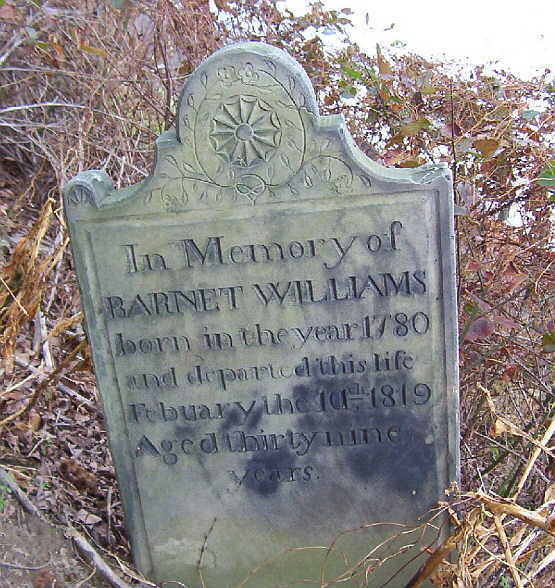 In Memory of
BARNET WILLIAMS
born in the year 1780
and departed this life
Febuary the 10th 1819
Aged thirty nine
years.